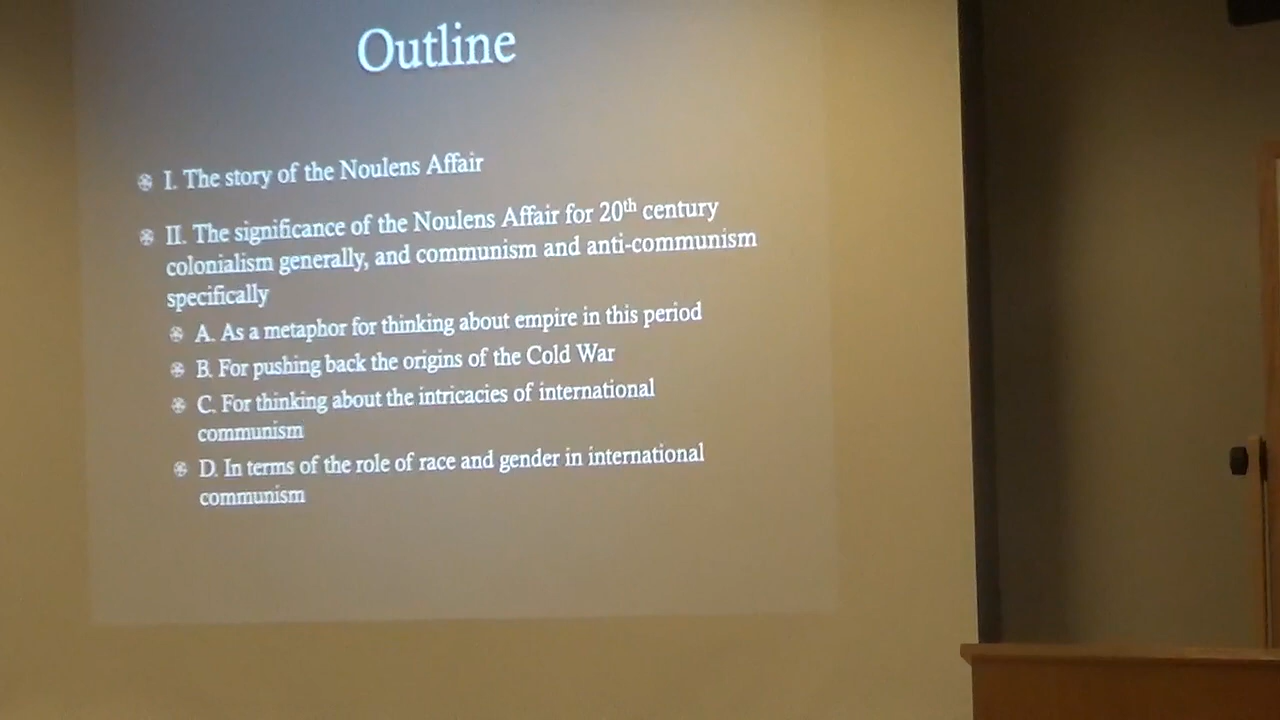 Outline
I. The story of the Noulens Affair
II. The significance of the Noulens Affair for 20th century
colonialism generally, and communism and anti-communism
specifically
A. As a metaphor for thinking about empire in this period
B. For pushing back the origins of the Cold War
C. For thinking about the intricacies of international
communism
D. In terms of the role of race and gender in international
communism